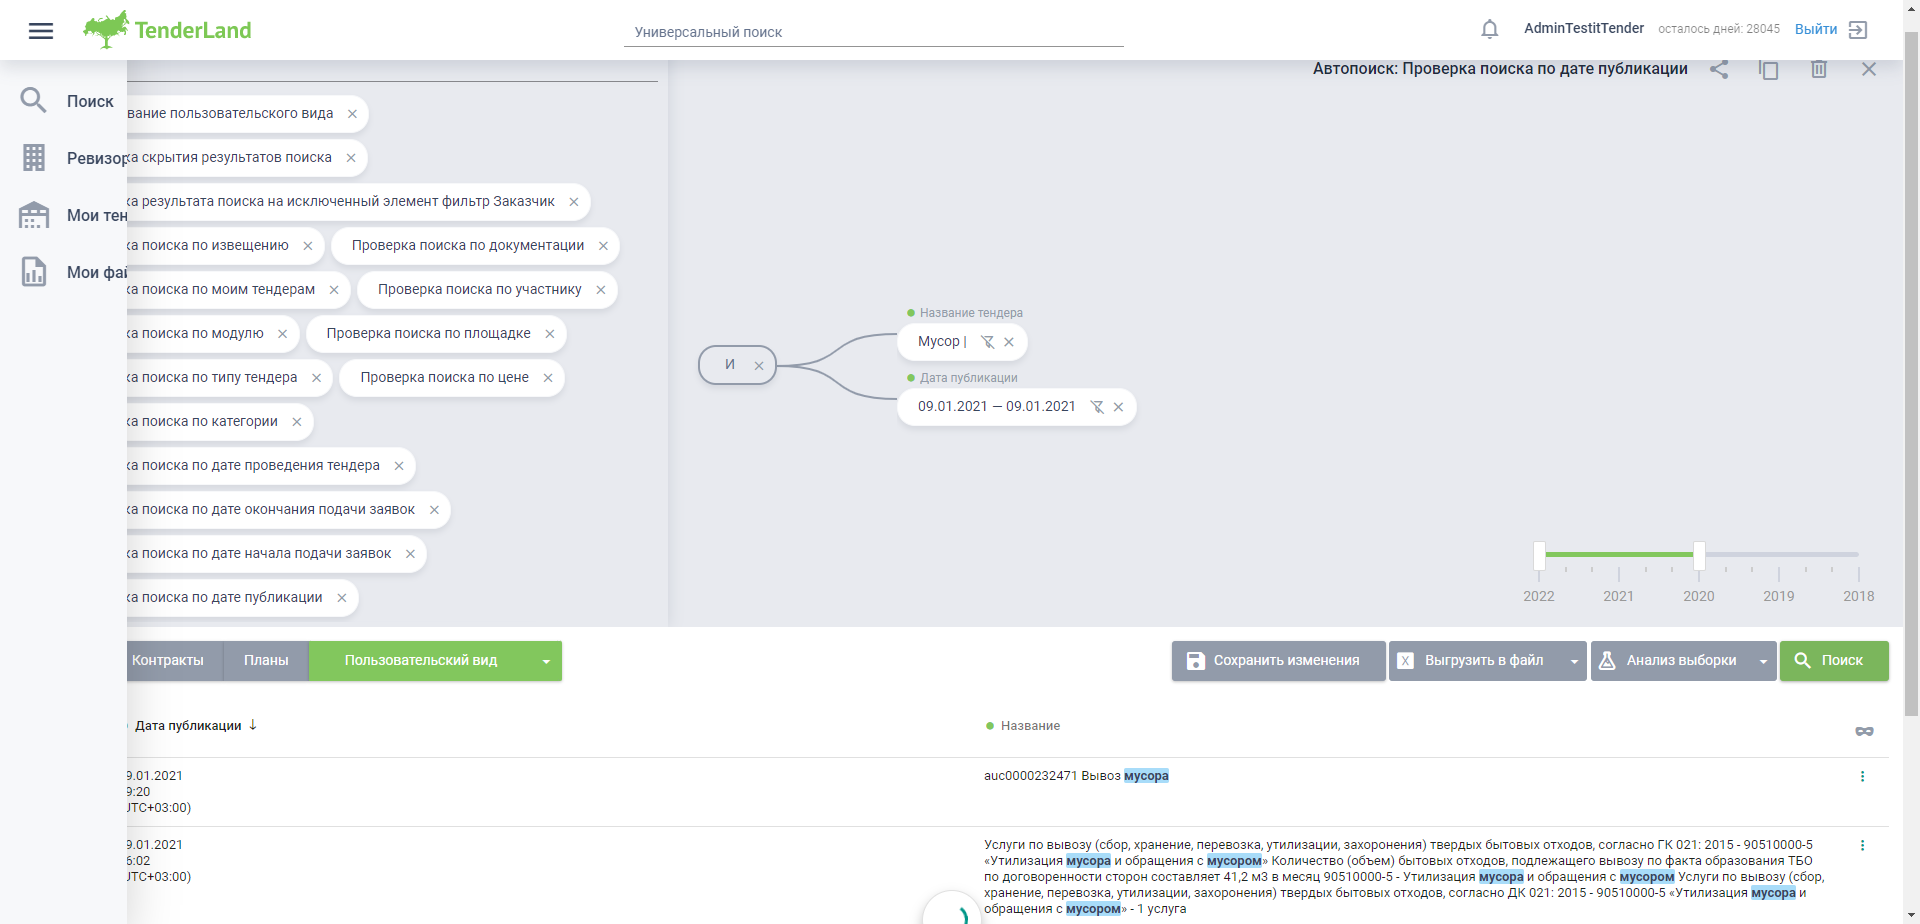 TenderLand
Универсальный поиск
AdminTestitTender
осталось дней: 28045
Выйти
Поиск
Ревизор
Мои тен
Мои фай
Автопоиск: Проверка поиска по дате публикации
вание пользовательского вида
ка скрытия результатов поиска
ка результата поиска на исключенный элемент фильтр Заказчик
ка поиска по извещению
Проверка поиска по документации
ка поиска по моим тендерам
Проверка поиска по участнику
ка поиска по модулю
Проверка поиска по площадке
ка поиска по типу тендера
Проверка поиска по цене
ка поиска по категории
ка поиска по дате проведения тендера
ка поиска по дате окончания подачи заявок
ка поиска по дате начала подачи заявок
ка поиска по дате публикации
И
Название тендера
Мусор |
Дата публикации
09.01.2021 — 09.01.2021
2022 2021 2020 2019 2018
Контракты
Планы
Пользовательский вид
Сохранить изменения
Выгрузить в файл
Анализ выборки
Поиск
Дата публикации
Название
9.01.2021
9:20
UTC+03:00)
auc0000232471 Вывоз мусора
9.01.2021
6:02
UTC+03:00)
Услуги по вывозу (сбор, хранение, перевозка, утилизации, захоронения) твердых бытовых отходов, согласно ГК 021: 2015 - 90510000-5
«Утилизация мусора и обращения с мусором» Количество (объем) бытовых отходов, подлежащего вывозу по факта образования ТБО
по договоренности сторон составляет 41,2 м3 в месяц 90510000-5 - Утилизация мусора и обращения с мусором Услуги по вывозу (сбор,
хранение, перевозка, утилизации, захоронения) твердых бытовых отходов, согласно ДК 021: 2015 - 90510000-5 «Утилизация мусора и
обращения с мусором» - 1 услуга